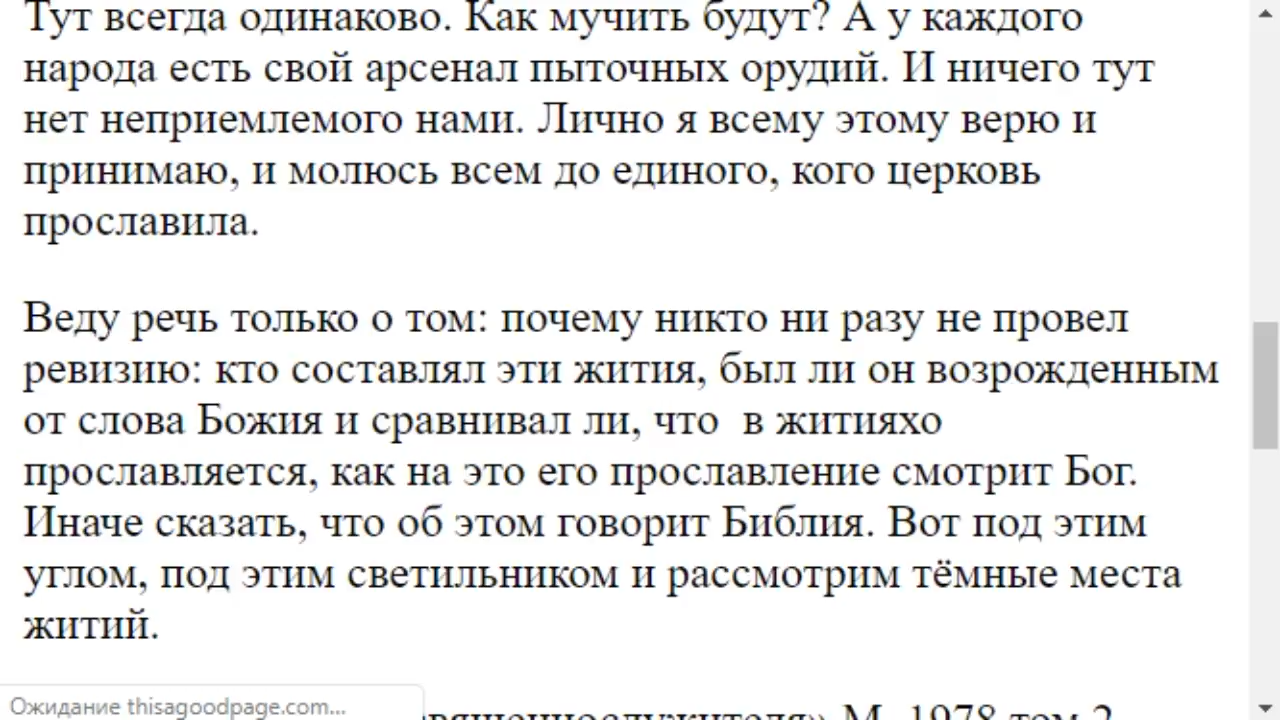 Тут всегда одинаково. Как мучить будут? А у каждого
народа есть свой арсенал пыточных орудий. И ничего тут
нет неприемлемого нами. Лично я всему этому верю и
принимаю, и молюсь всем до единого, кого церковь
прославила.
Веду речь только о том: почему никто ни разу не провел
ревизию: кто составлял эти жития, был ли он возрожденным
от слова Божия и сравнивал ли, что в житияхо
прославляется, как на это его прославление смотрит Бог.
Иначе сказать, что об этом говорит Библия. Вот под этим
углом, под этим светильником и рассмотрим тёмные места
житий.
М. 1978 том 2
Ожидание thisagoodpage.com...